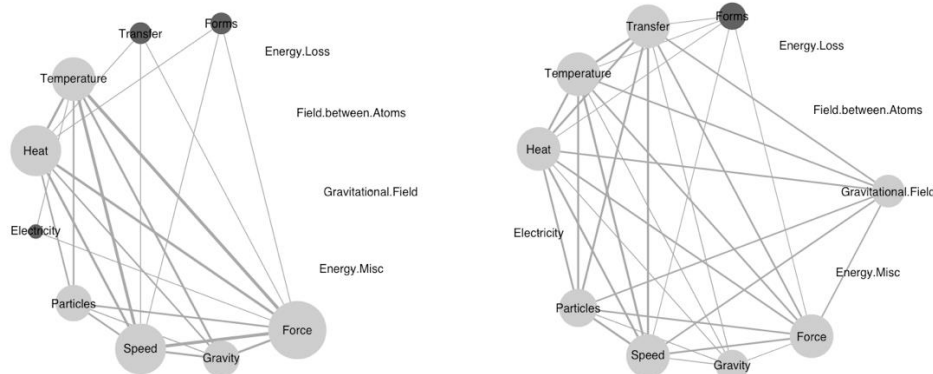 Forms
Transfer
Energy.Loss
Temperature
Field.between.Atoms
Heat
Gravitational.Field
Electricity
Energy.Misc
Particles
Force
Speed
Gravity
Forms
Transfer
Energy.Loss
Temperature
Field.between.Atoms
Heat
Gravitational.Field
Electricity
Energy.Misc
Particles
Force
Speed
Gravity